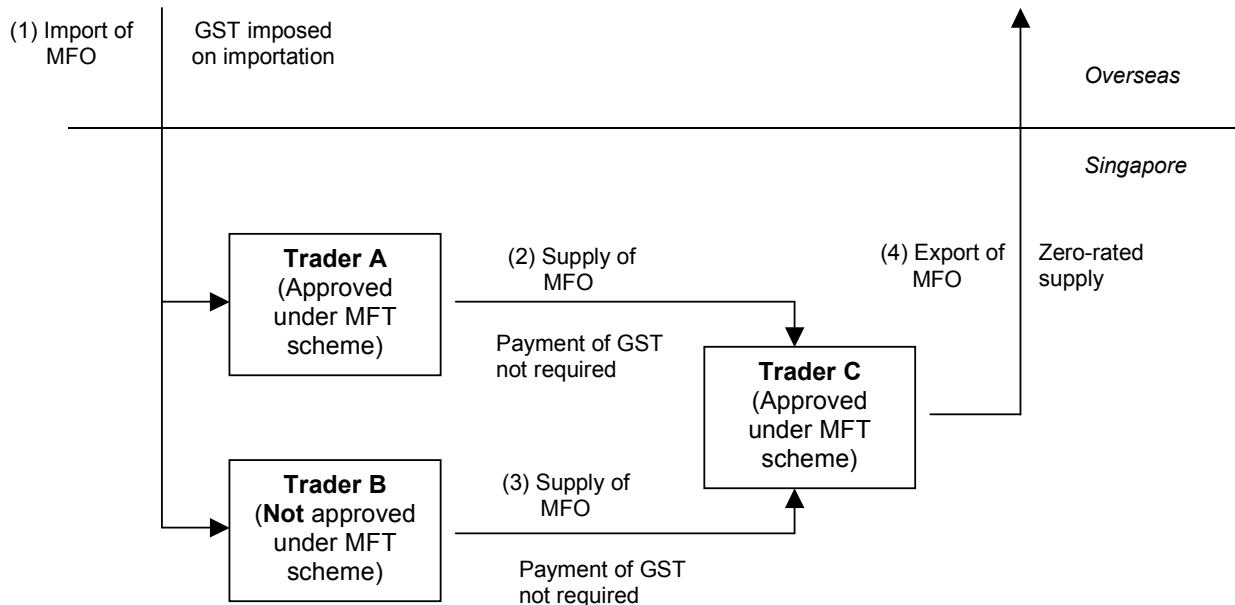 (1) Import of
MFO
GST imposed
on importation
Overseas
Singapore
Trader A
(Approved
under MFT
scheme)
(2) Supply of
MFO
Payment of GST
not required
(4) Export of
MFO
Zero-rated
supply
Trader C
(Approved
under MFT
scheme)
Trader B
(Not approved
under MFT
scheme)
(3) Supply of
MFO
Payment of GST
not required